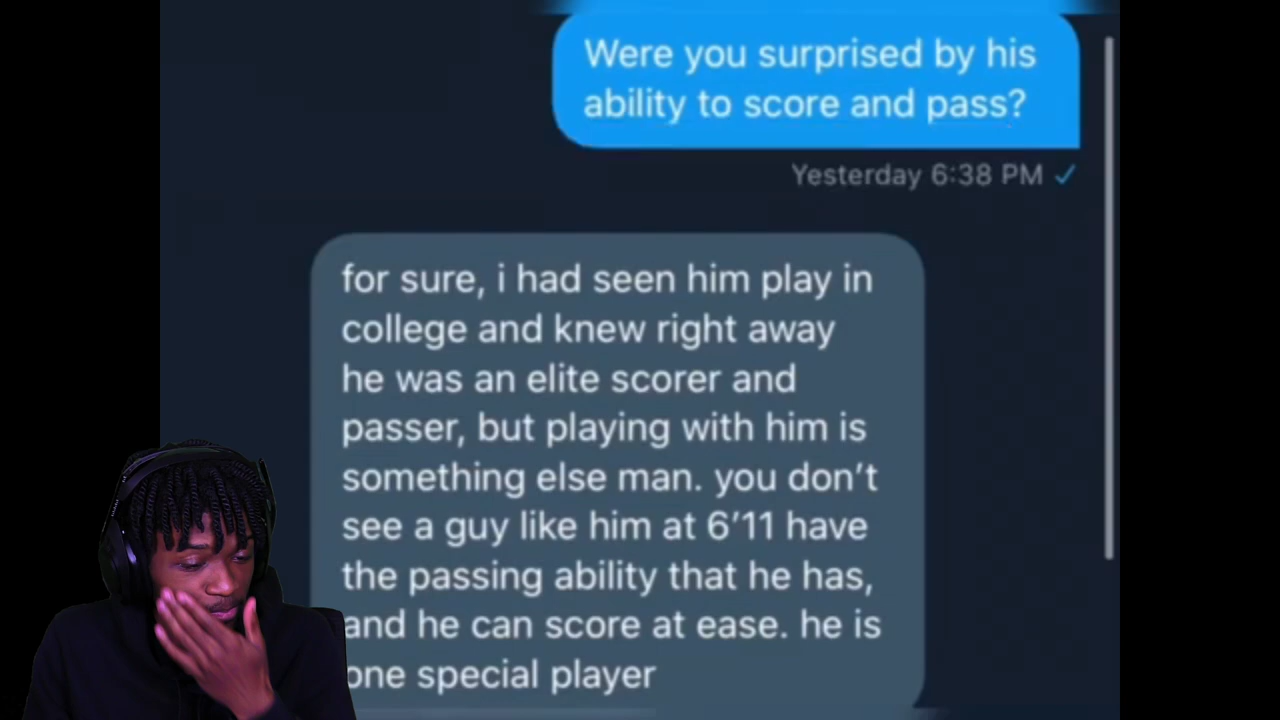 Were you surprised by his
ability to score and pass?
Yesterday 6:38 PM ✓
for sure, i had seen him play in
college and knew right away
he was an elite scorer and
passer, but playing with him is
something else man. you don’t
see a guy like him at 6’11 have
the passing ability that he has,
and he can score at ease. he is
one special player